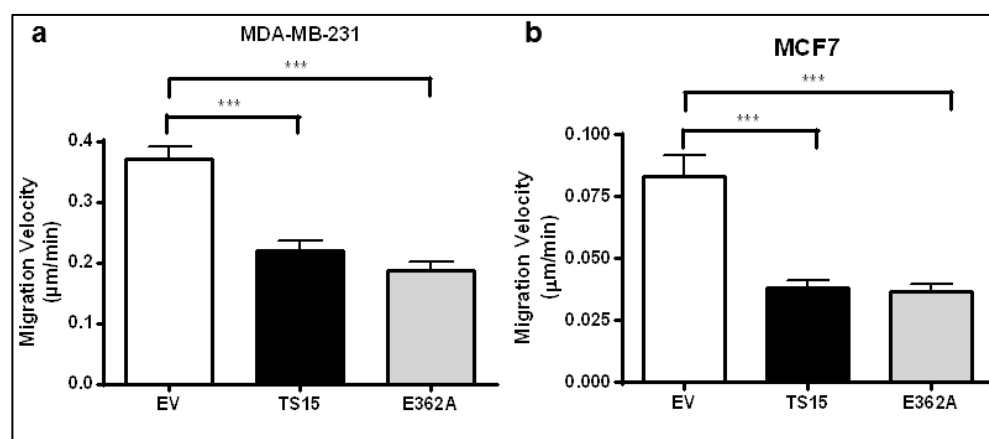 a
MDA-MB-231
***
***
Migration Velocity
(μm/min)
0.4
0.3
0.2
0.1
0.0
EV
TS15
E362A
b
MCF7
***
***
Migration Velocity
(μm/min)
0.100
0.075
0.050
0.025
0.000
EV
TS15
E362A